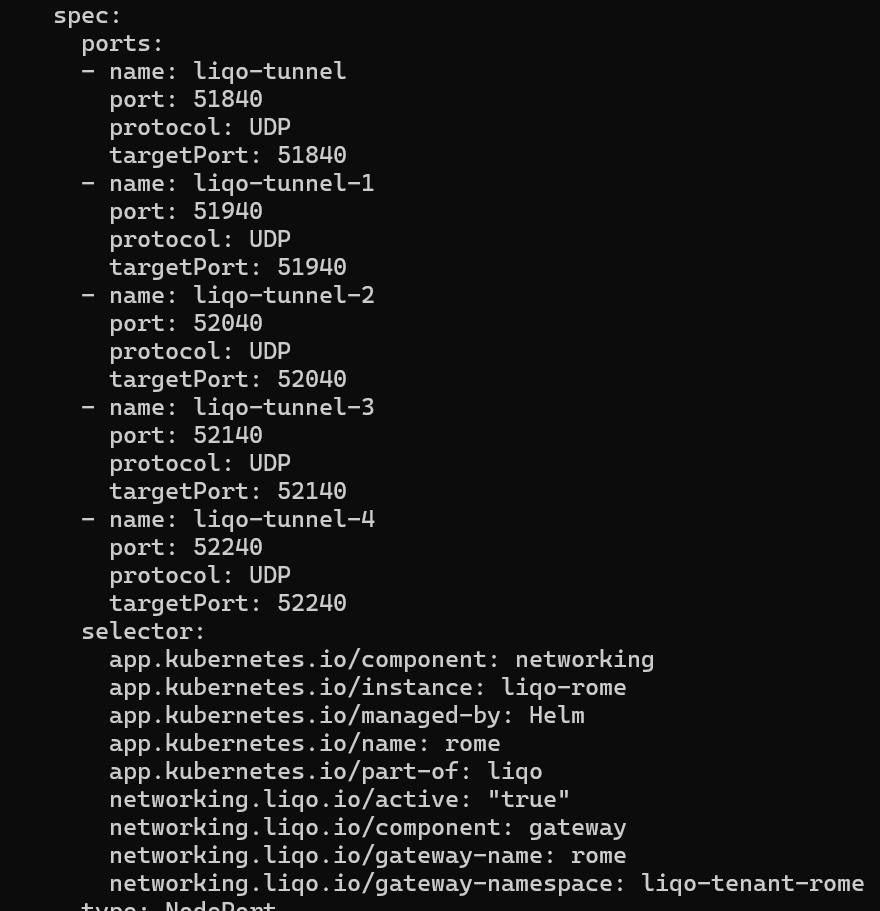 spec:
ports:
- name: liqo-tunnel
port: 51840
protocol: UDP
targetPort: 51840
- name: liqo-tunnel-1
port: 51940
protocol: UDP
targetPort: 51940
- name: liqo-tunnel-2
port: 52040
protocol: UDP
targetPort: 52040
- name: liqo-tunnel-3
port: 52140
protocol: UDP
targetPort: 52140
- name: liqo-tunnel-4
port: 52240
protocol: UDP
targetPort: 52240
selector:
app.kubernetes.io/component: networking
app.kubernetes.io/instance: liqo-rome
app.kubernetes.io/managed-by: Helm
app.kubernetes.io/name: rome
app.kubernetes.io/part-of: liqo
networking.liqo.io/active: "true"
networking.liqo.io/component: gateway
networking.liqo.io/gateway-name: rome
networking.liqo.io/gateway-namespace: liqo-tenant-rome
type: NodePort